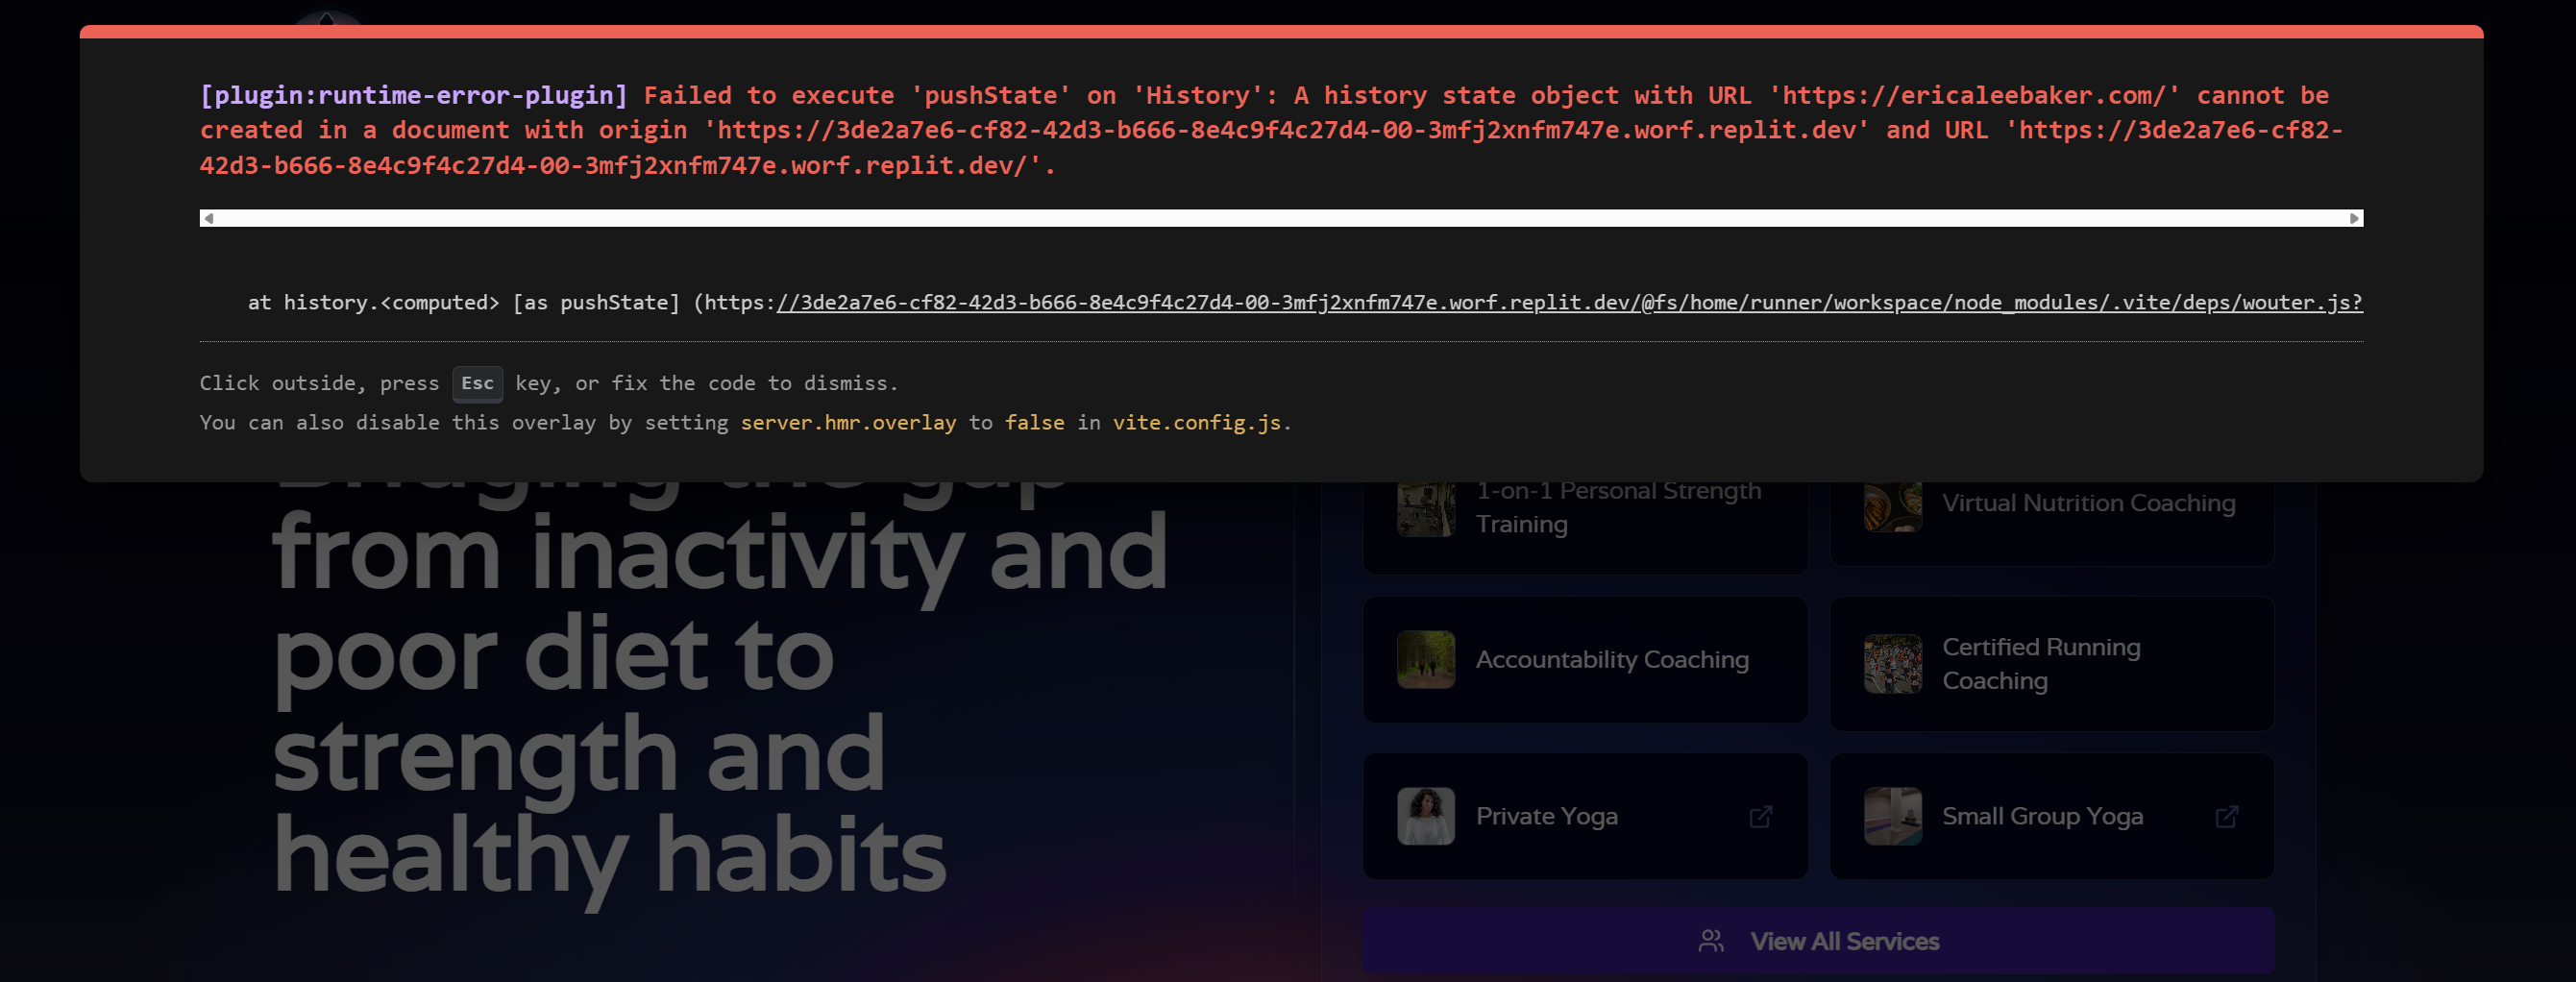 [plugin:runtime-error-plugin] Failed to execute 'pushState' on 'History': A history state object with URL 'https://ericaleebaker.com/' cannot be
created in a document with origin 'https://3de2a7e6-cf82-42d3-b666-8e4c9f4c27d4-00-3mfj2xnfm747e.worf.replit.dev' and URL 'https://3de2a7e6-cf82-
42d3-b666-8e4c9f4c27d4-00-3mfj2xnfm747e.worf.replit.dev/'.
at history.<computed> [as pushState] (https://3de2a7e6-cf82-42d3-b666-8e4c9f4c27d4-00-3mfj2xnfm747e.worf.replit.dev/@fs/home/runner/workspace/node_modules/.vite/deps/wouter.js?
Click outside, press Esc key, or fix the code to dismiss.
You can also disable this overlay by setting server.hmr.overlay to false in vite.config.js.
Bridging the gap
from inactivity and
poor diet to
strength and
healthy habits
1-on-1 Personal Strength
Training
Virtual Nutrition Coaching
Accountability Coaching
Certified Running
Coaching
Private Yoga
Small Group Yoga
View All Services